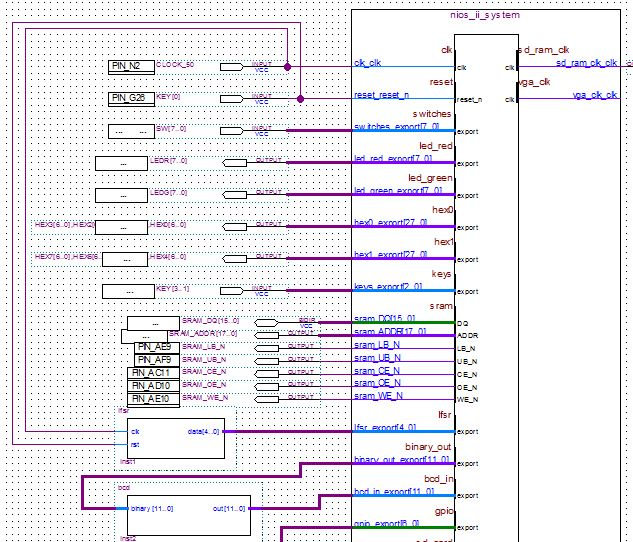 nios_ii_system
clk sd_ram_clk
PIN_N2 CLOCK_50 INPUT VCC clk_clk clk clk sd_ram_clk_clk
reset vga_clk
PIN_G26 KEY[0] INPUT VCC reset_reset_n reset_n clk vga_clk_clk
switches
... ... SW[7..0] INPUT VCC switches_export[7..0] export
led_red
... LEDR[7..0] OUTPUT led_red_export[7..0] export
led_green
... LEDG[7..0] OUTPUT led_green_export[7..0] export
hex0
HEX3[6..0],HEX2[ ... ,HEX0[6..0] OUTPUT hex0_export[27..0] export
hex1
HEX7[6..0],HEX6[6.. ... ,HEX4[6..0] OUTPUT hex1_export[27..0] export
keys
... KEY[3..1] INPUT VCC keys_export[2..0] export
sram
... SRAM_DQ[15..0] BIDIR VCC sram_DQ[15..0] DQ
... SRAM_ADDR[17..0] OUTPUT sram_ADDR[17..0] ADDR
PIN_AE9 SRAM_LB_N OUTPUT sram_LB_N LB_N
PIN_AF9 SRAM_UB_N OUTPUT sram_UB_N UB_N
PIN_AC11 SRAM_CE_N OUTPUT sram_CE_N CE_N
PIN_AD10 SRAM_OE_N OUTPUT sram_OE_N OE_N
PIN_AE10 SRAM_WE_N OUTPUT sram_WE_N WE_N
lfsr lfsr
clk data[4..0] lfsr_export[4..0] export
rst
inst1
binary_out
binary_out_export[11..0] export
bcd bcd_in
bcd_in_export[11..0] export
binary [11..0] out[11..0]
gpio
gpio_export[6..0] export
inst2